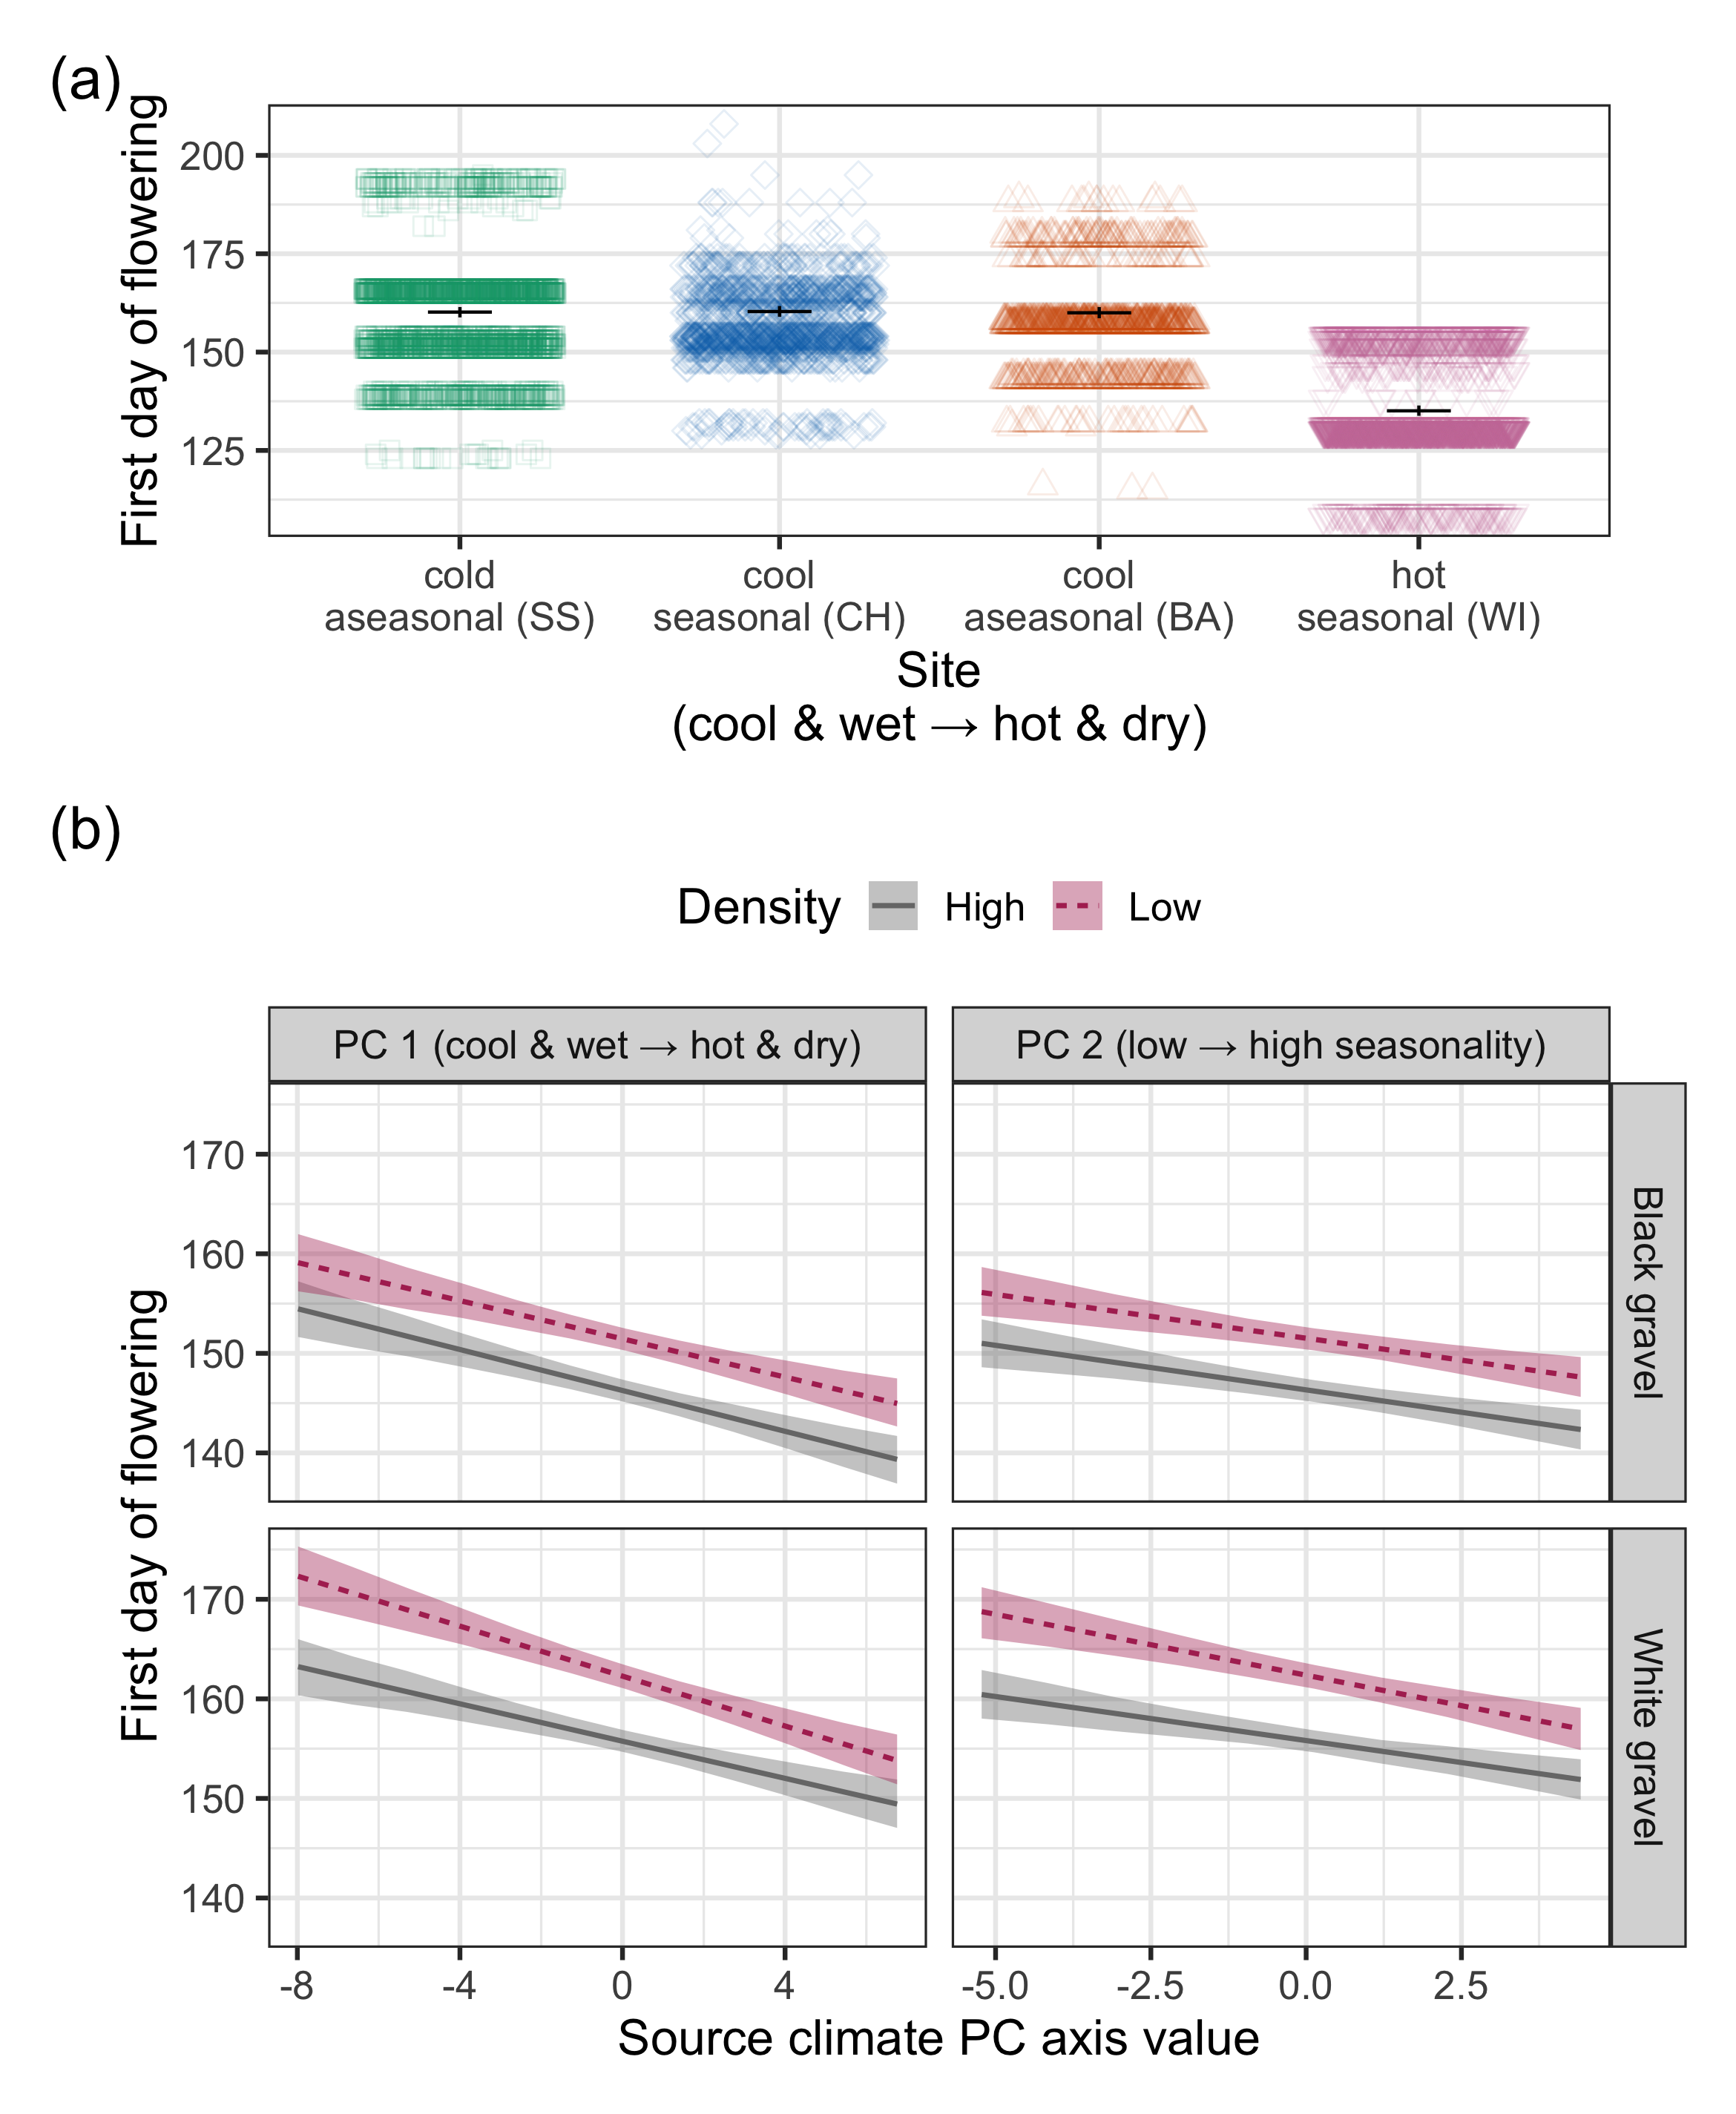 (a)
First day of flowering
200
175
150
125
cold
aseasonal (SS)
cool
seasonal (CH)
cool
aseasonal (BA)
hot
seasonal (WI)
Site
(cool & wet → hot & dry)
(b)
Density High Low
PC 1 (cool & wet → hot & dry)
PC 2 (low → high seasonality)
First day of flowering
170
160
150
140
Black gravel
170
160
150
140
White gravel
-8 -4 0 4
-5.0 -2.5 0.0 2.5
Source climate PC axis value